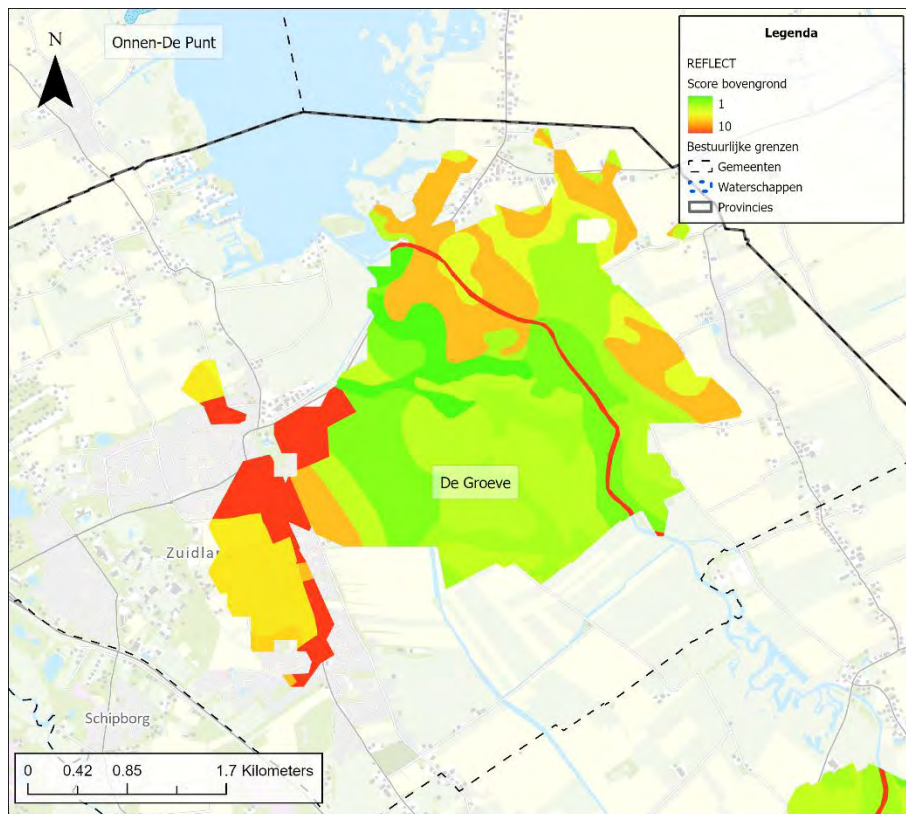 Onnen-De Punt
N
Legenda
REFLECT
Score bovengrond
1
10
Bestuurlijke grenzen
Gemeenten
Waterschappen
Provincies
De Groeve
Zuidlar
Schipborg
0 0.42 0.85 1.7 Kilometers